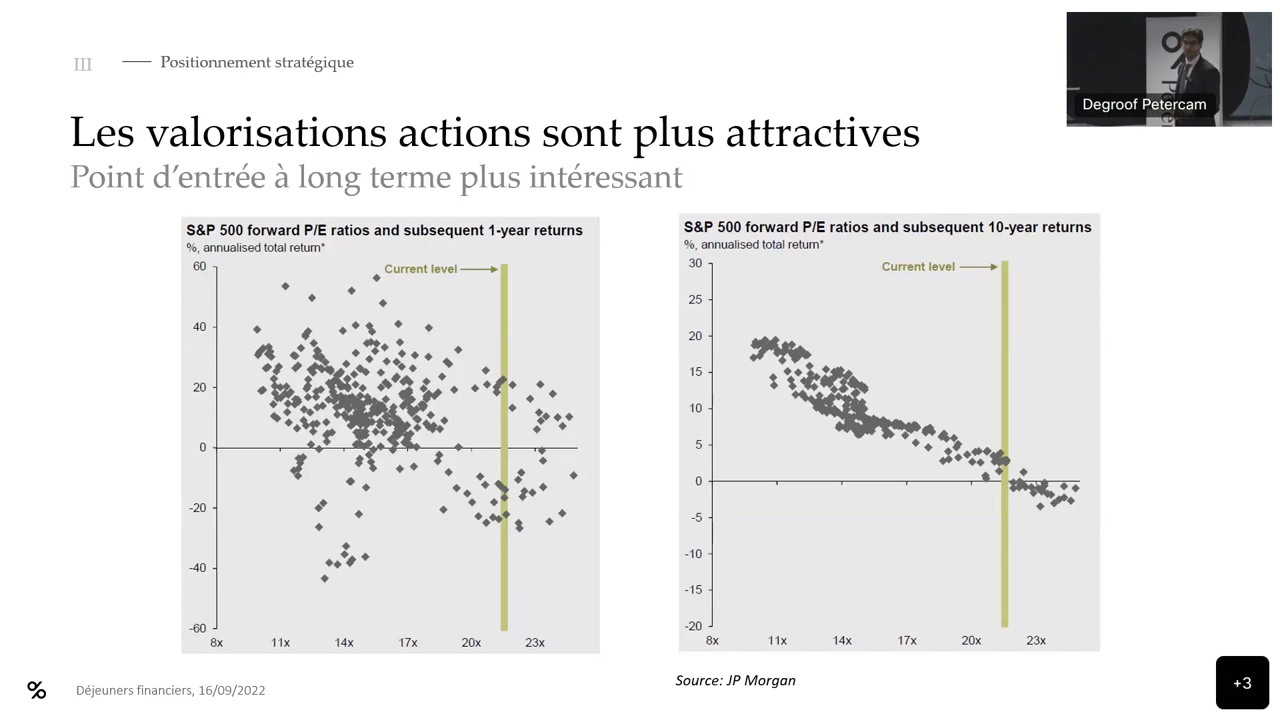 III
Positionnement stratégique
Degroof Petercam
Les valorisations actions sont plus attractives
Point d’entrée à long terme plus intéressant
S&P 500 forward P/E ratios and subsequent 1-year returns
%, annualised total return*
Current level
60
40
20
0
-20
-40
-60
8x 11x 14x 17x 20x 23x
S&P 500 forward P/E ratios and subsequent 10-year returns
%, annualised total return*
Current level
30
25
20
15
10
5
0
-5
-10
-15
-20
8x 11x 14x 17x 20x 23x
Source: JP Morgan
Déjeuners financiers, 16/09/2022
+3